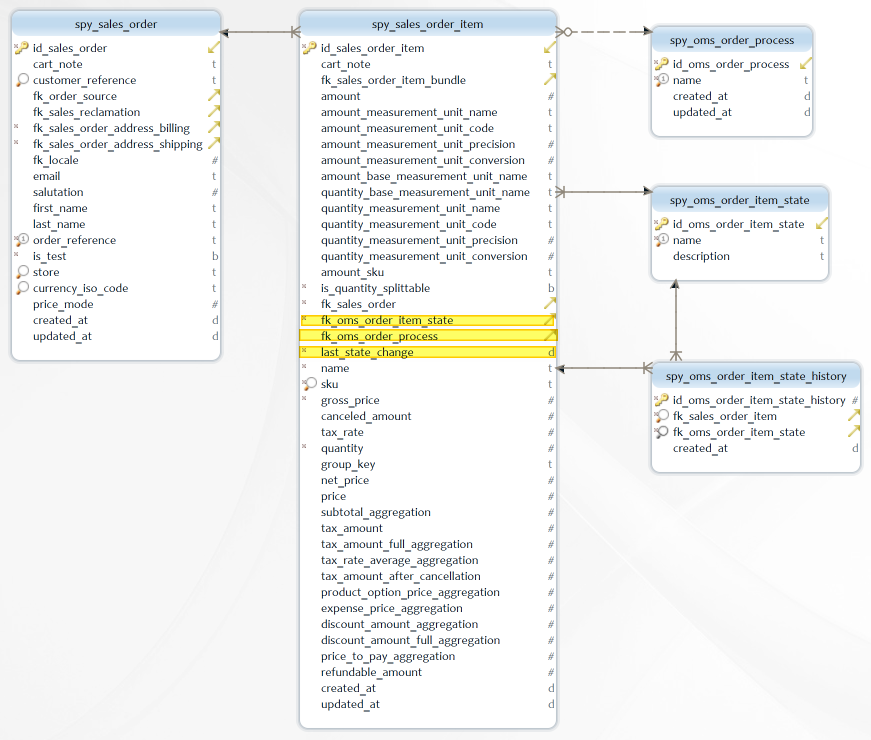 spy_sales_order
id_sales_order
cart_note t
customer_reference t
fk_order_source
fk_sales_reclamation
fk_sales_order_address_billing
fk_sales_order_address_shipping
fk_locale #
email t
salutation #
first_name t
last_name t
order_reference t
is_test b
store t
currency_iso_code t
price_mode #
created_at d
updated_at d
spy_sales_order_item
id_sales_order_item
cart_note t
fk_sales_order_item_bundle
amount #
amount_measurement_unit_name t
amount_measurement_unit_code t
amount_measurement_unit_precision #
amount_measurement_unit_conversion #
amount_base_measurement_unit_name t
quantity_base_measurement_unit_name t
quantity_measurement_unit_name t
quantity_measurement_unit_code t
quantity_measurement_unit_precision #
quantity_measurement_unit_conversion #
amount_sku t
is_quantity_splittable b
fk_sales_order
fk_oms_order_item_state
fk_oms_order_process
last_state_change d
name t
sku t
gross_price #
canceled_amount #
tax_rate #
quantity #
group_key t
net_price #
price #
subtotal_aggregation #
tax_amount #
tax_amount_full_aggregation #
tax_rate_average_aggregation #
tax_amount_after_cancellation #
product_option_price_aggregation #
expense_price_aggregation #
discount_amount_aggregation #
discount_amount_full_aggregation #
price_to_pay_aggregation #
refundable_amount #
created_at d
updated_at d
spy_oms_order_process
id_oms_order_process
name t
created_at d
updated_at d
spy_oms_order_item_state
id_oms_order_item_state
name t
description t
spy_oms_order_item_state_history
id_oms_order_item_state_history #
fk_sales_order_item
fk_oms_order_item_state
created_at d